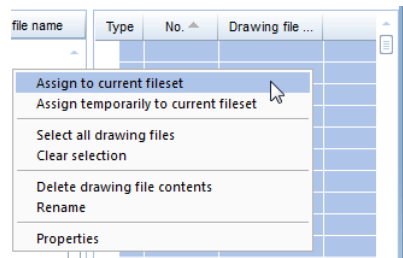 file name Type No. Drawing file ...
Assign to current fileset
Assign temporarily to current fileset
Select all drawing files
Clear selection
Delete drawing file contents
Rename
Properties